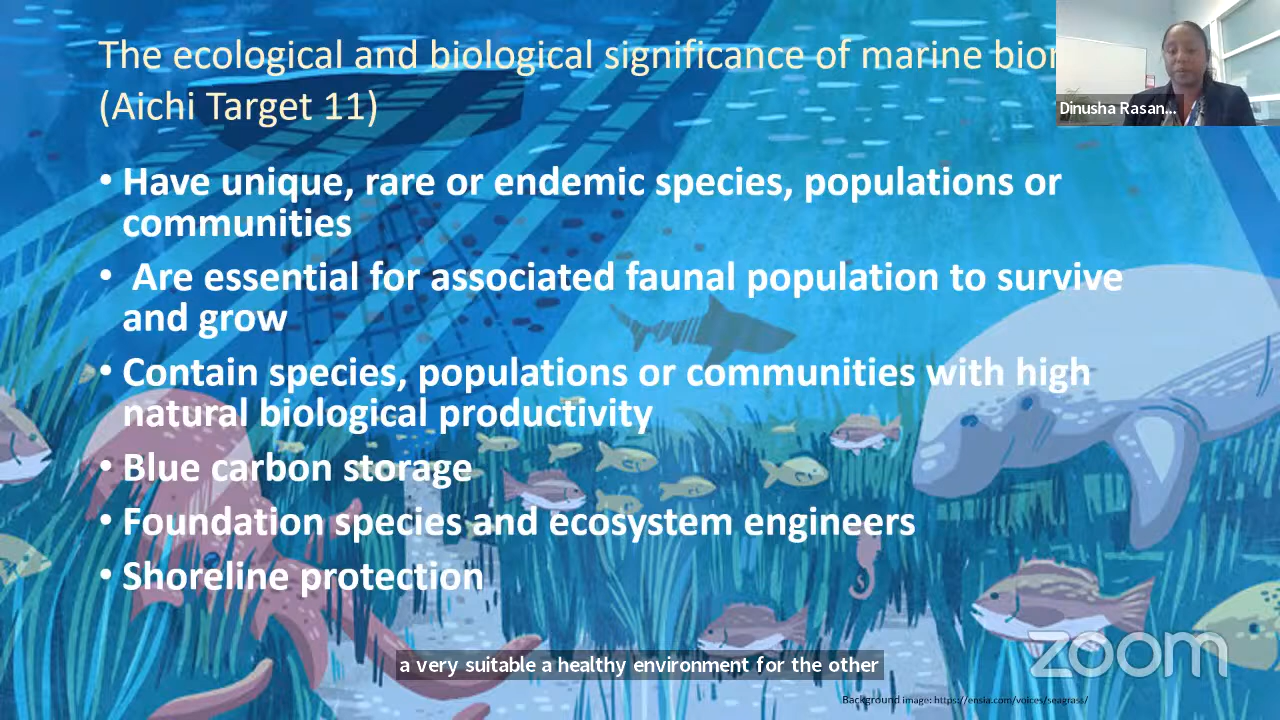 The ecological and biological significance of marine bio
(Aichi Target 11)
Dinusha Rasan...
• Have unique, rare or endemic species, populations or
communities
• Are essential for associated faunal population to survive
and grow
• Contain species, populations or communities with high
natural biological productivity
• Blue carbon storage
• Foundation species and ecosystem engineers
• Shoreline protection
a very suitable a healthy environment for the other
zoom
Background image: https://ensia.com/voices/seagrass/